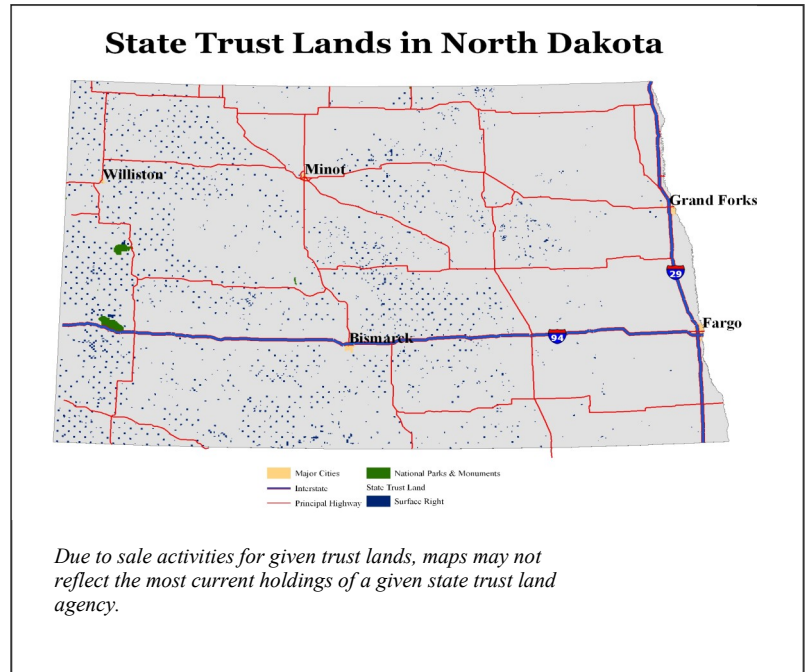 State Trust Lands in North Dakota
Williston
Minot
Grand Forks
29
Fargo
Bismarck
94
Major Cities
National Parks & Monuments
Interstate
State Trust Land
Principal Highway
Surface Right
Due to sale activities for given trust lands, maps may not
reflect the most current holdings of a given state trust land
agency.